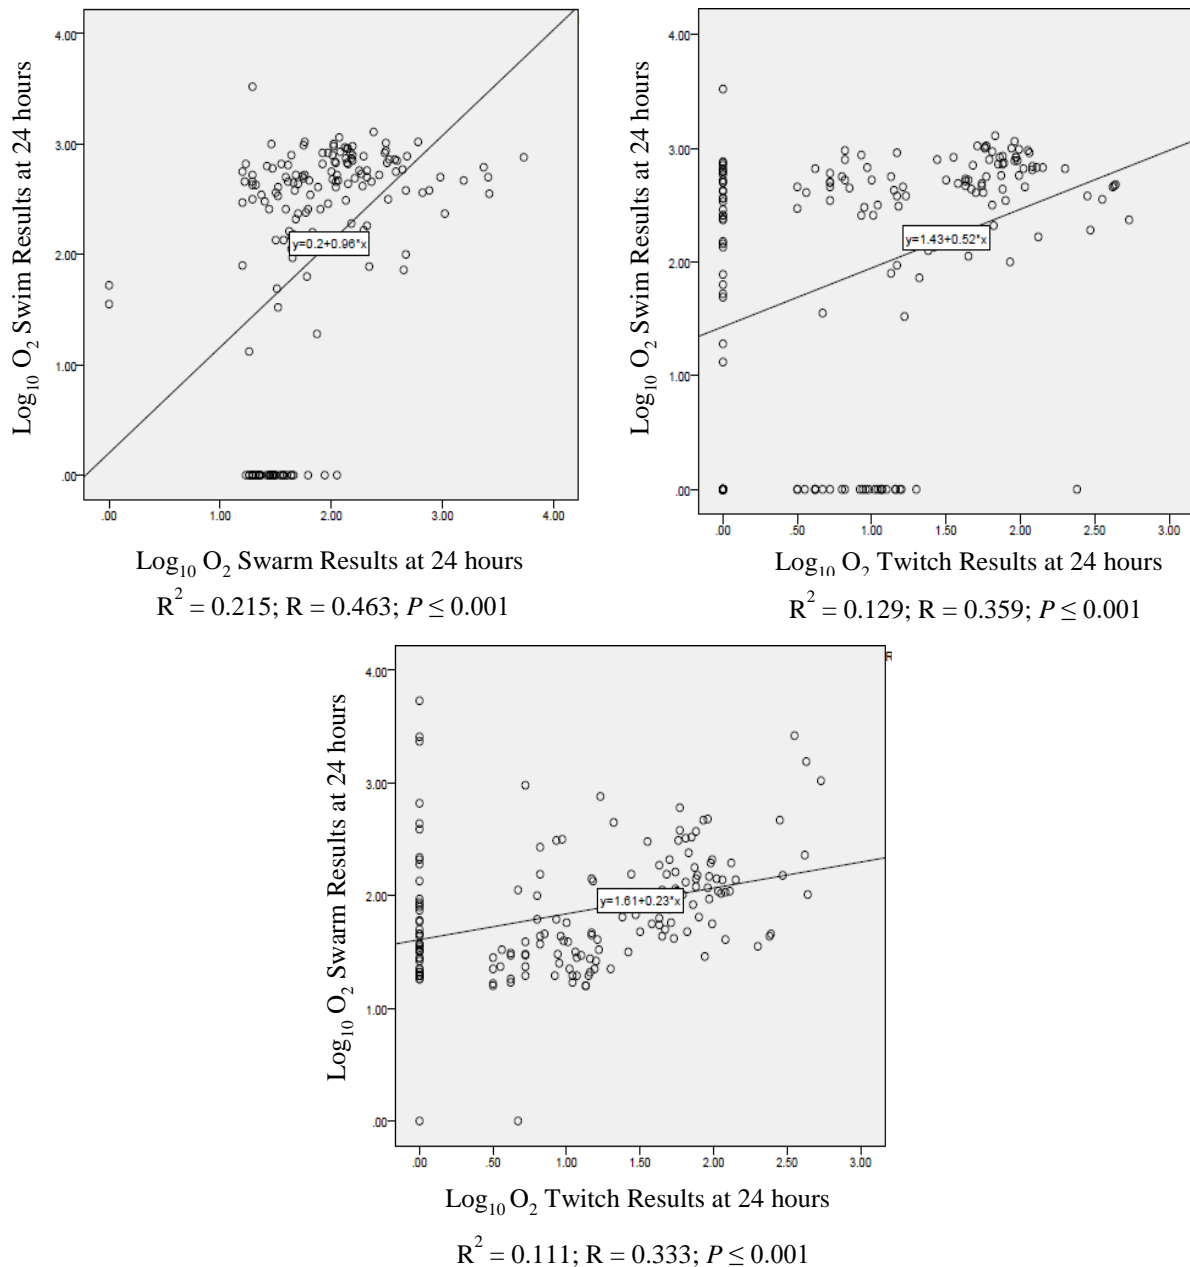 4.00
3.00
2.00
1.00
.00
Log10 O2 Swim Results at 24 hours
y=0.2+0.96*x
.00 1.00 2.00 3.00 4.00
Log10 O2 Swarm Results at 24 hours
R2 = 0.215; R = 0.463; P ≤ 0.001
4.00
3.00
2.00
1.00
.00
Log10 O2 Swim Results at 24 hours
y=1.43+0.52*x
.00 .50 1.00 1.50 2.00 2.50 3.00
Log10 O2 Twitch Results at 24 hours
R2 = 0.129; R = 0.359; P ≤ 0.001
R
4.00
3.00
2.00
1.00
.00
Log10 O2 Swarm Results at 24 hours
y=1.61+0.23*x
.00 .50 1.00 1.50 2.00 2.50 3.00
Log10 O2 Twitch Results at 24 hours
R2 = 0.111; R = 0.333; P ≤ 0.001